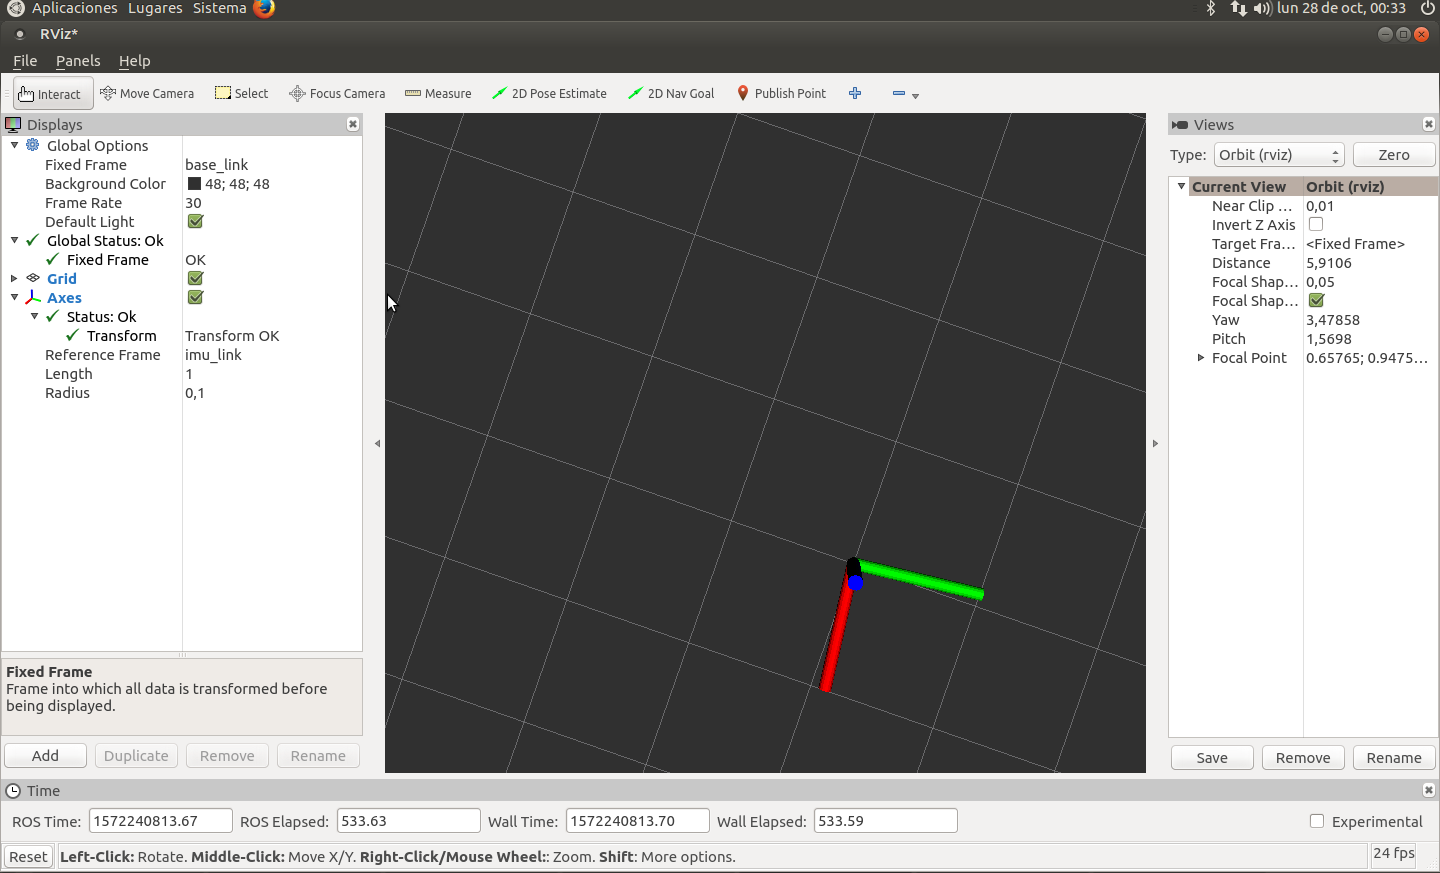 Aplicaciones Lugares Sistema lun 28 de oct, 00:33
RViz*
File Panels Help
Interact Move Camera Select Focus Camera Measure 2D Pose Estimate 2D Nav Goal Publish Point
Displays
Global Options
Fixed Frame base_link
Background Color 48; 48; 48
Frame Rate 30
Default Light
Global Status: Ok
Fixed Frame OK
Grid
Axes
Status: Ok
Transform Transform OK
Reference Frame imu_link
Length 1
Radius 0,1
Fixed Frame
Frame into which all data is transformed before
being displayed.
Add Duplicate Remove Rename
Views
Type: Orbit (rviz) Zero
Current View Orbit (rviz)
Near Clip ... 0,01
Invert Z Axis
Target Fra... <Fixed Frame>
Distance 5,9106
Focal Shap... 0,05
Focal Shap...
Yaw 3,47858
Pitch 1,5698
Focal Point 0.65765; 0.9475...
Save Remove Rename
Time
ROS Time: 1572240813.67 ROS Elapsed: 533.63 Wall Time: 1572240813.70 Wall Elapsed: 533.59 Experimental
Reset Left-Click: Rotate. Middle-Click: Move X/Y. Right-Click/Mouse Wheel:: Zoom. Shift: More options. 24 fps